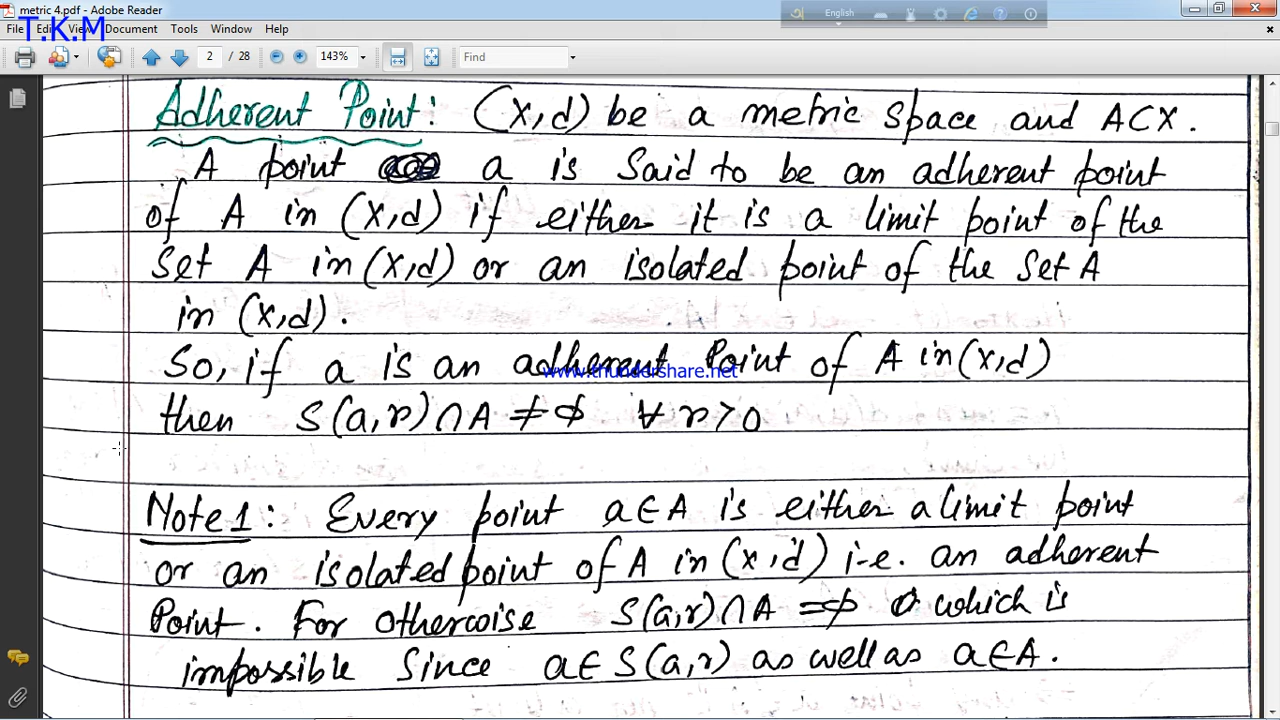 metric 4.pdf - Adobe Reader
English
T.K.M
File Document Tools Window Help
2 / 28 143% Find
Adherent Point: (X,d) be a metric space and A⊂X.
A point a is said to be an adherent point
of A in (X,d) if either it is a limit point of the
set A in (X,d) or an isolated point of the set A
in (X,d).
So, if a is an adherent Point of A in (X,d)
www.thundershare.net
then S(a,r)∩A ≠ φ ∀ r>0
Note 1: Every point a∈A is either a limit point
or an isolated point of A in (X,d) i.e. an adherent
Point. For otherwise S(a,r)∩A = φ which is
impossible Since a∈S(a,r) as well as a∈A.